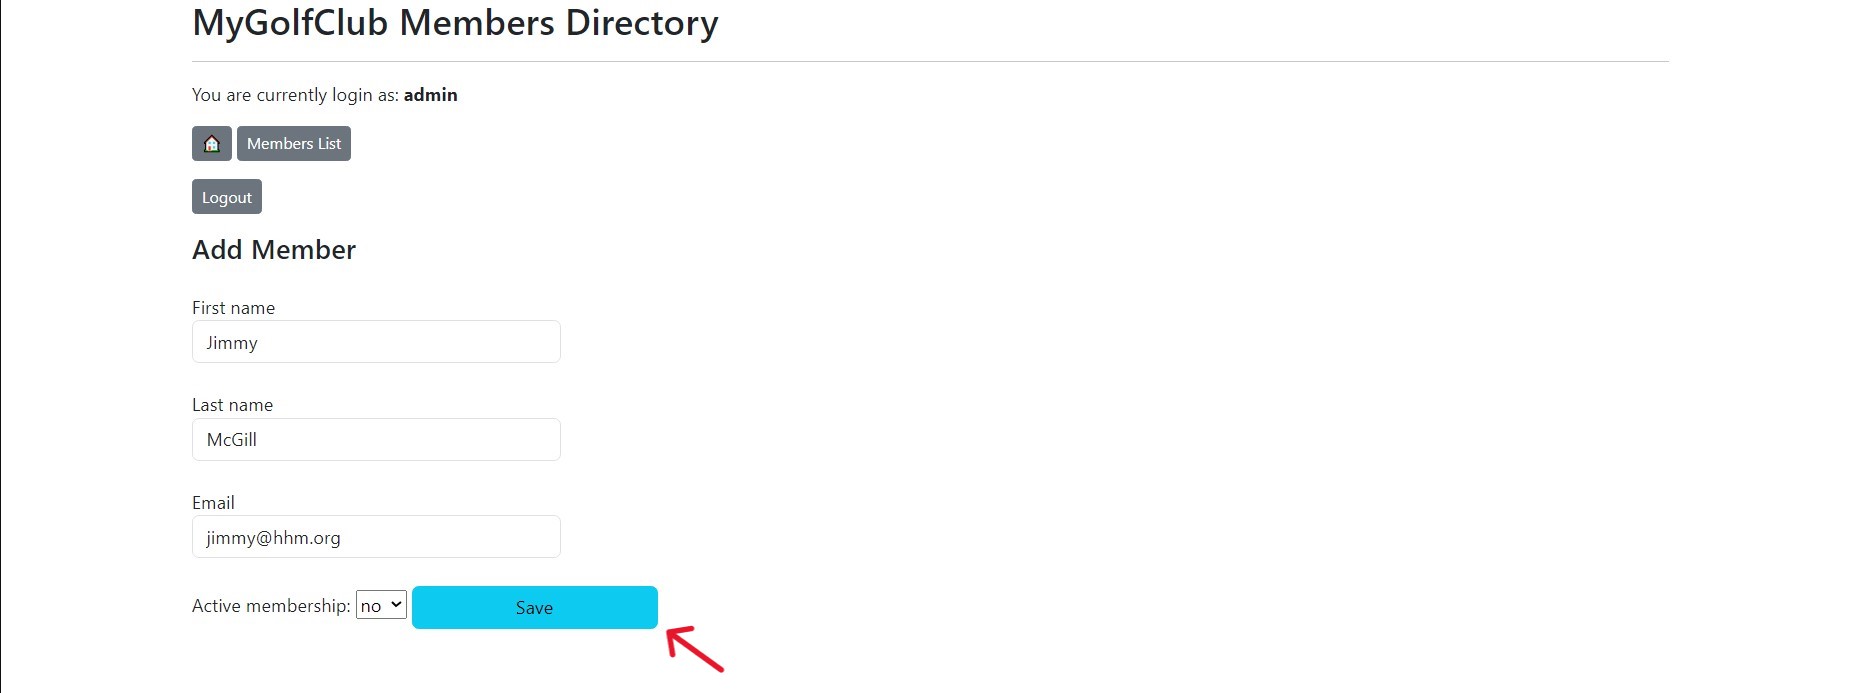 MyGolfClub Members Directory
You are currently login as: admin
Members List
Logout
Add Member
First name
Jimmy
Last name
McGill
Email
jimmy@hhm.org
Active membership: no Save